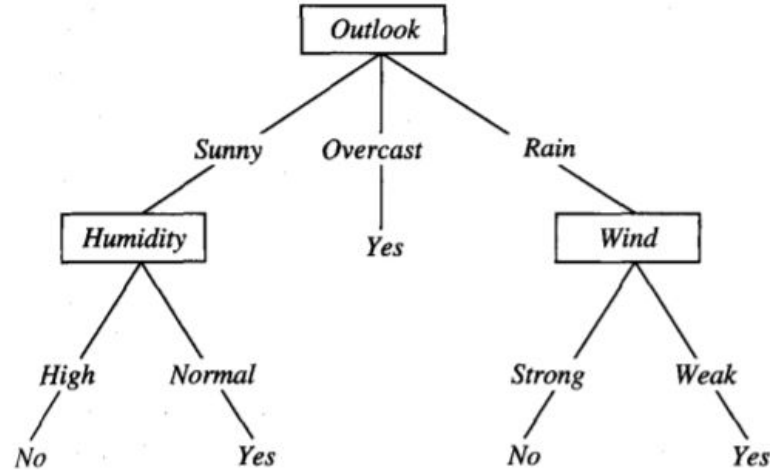 Outlook
Sunny Overcast Rain
Humidity Yes Wind
High Normal Strong Weak
No Yes No Yes